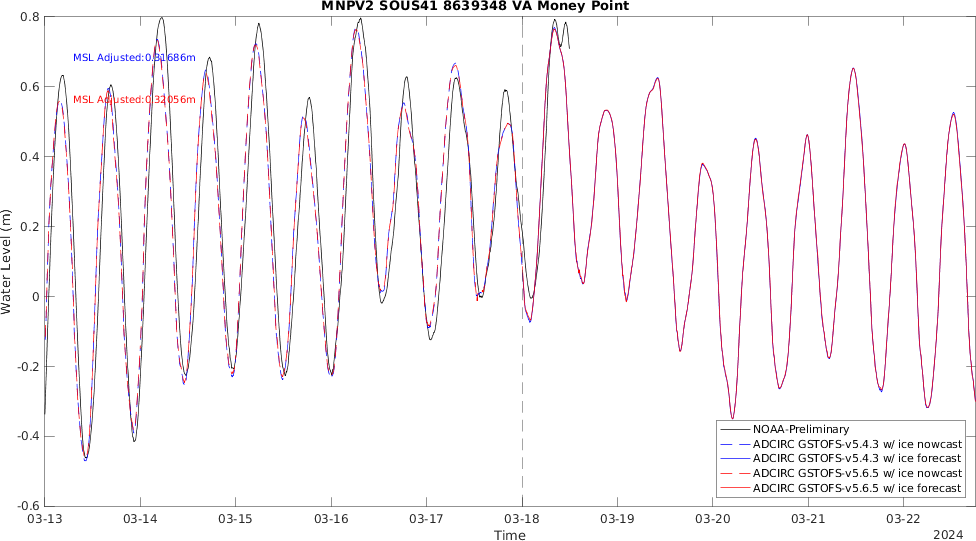 MNPV2 SOUS41 8639348 VA Money Point
MSL Adjusted:0.31686m
MSL Adjusted:0.32056m
Water Level (m)
0.8
0.6
0.4
0.2
0
-0.2
-0.4
-0.6
NOAA-Preliminary
ADCIRC GSTOFS-v5.4.3 w/ ice nowcast
ADCIRC GSTOFS-v5.4.3 w/ ice forecast
ADCIRC GSTOFS-v5.6.5 w/ ice nowcast
ADCIRC GSTOFS-v5.6.5 w/ ice forecast
03-13 03-14 03-15 03-16 03-17 03-18 03-19 03-20 03-21 03-22
Time
2024